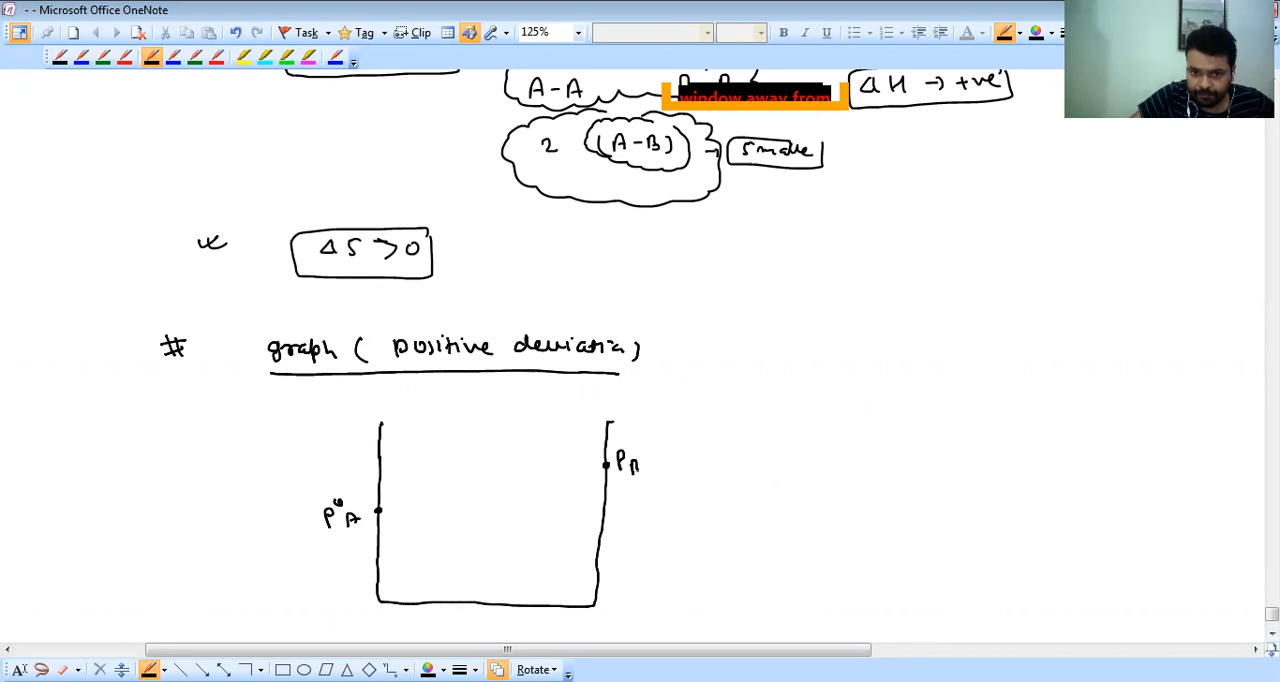 - - Microsoft Office OneNote
Task Tag Clip 125% B I U
A-A window away from ΔH → +ve
2 (A-B) → Smaller
ΔS > 0
# graph ( positive deviation)
P°A PB
Rotate